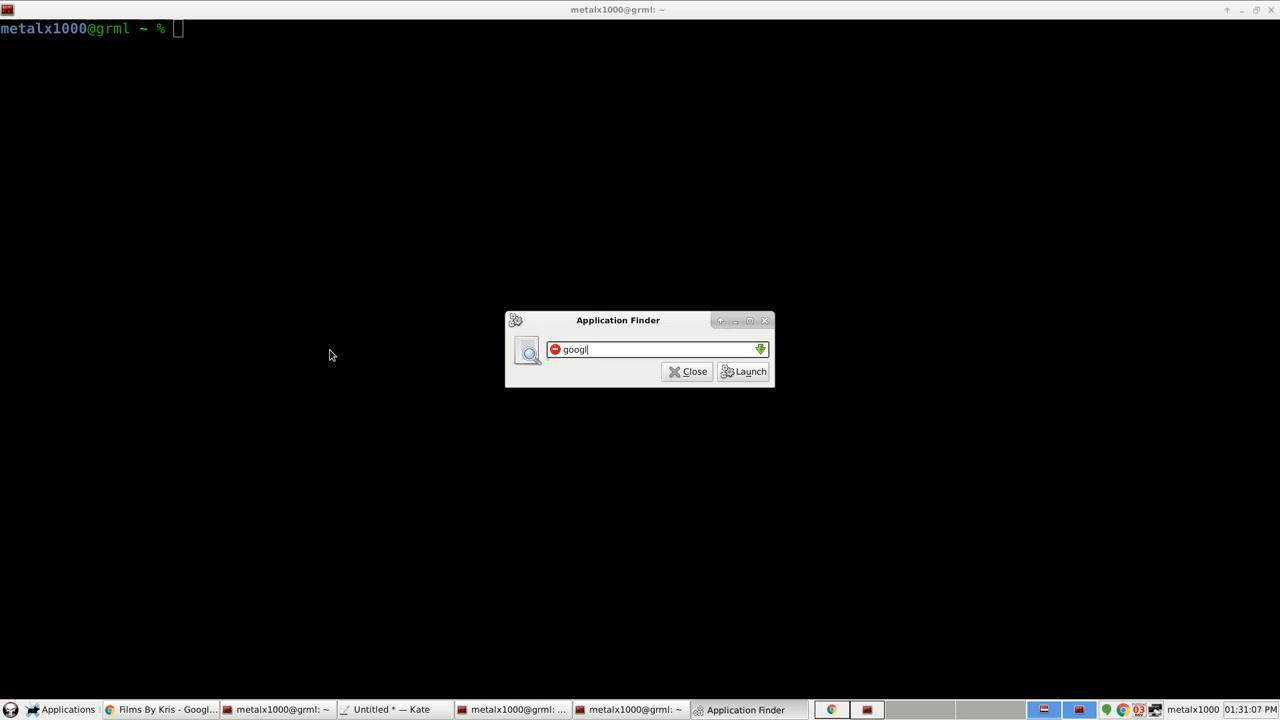 metalx1000@grml: ~
metalx1000@grml ~ %
Application Finder
googl
Close
Launch
Applications
Films By Kris - Googl...
metalx1000@grml: ~
Untitled * — Kate
metalx1000@grml: ...
metalx1000@grml: ~
Application Finder
03
metalx1000
01:31:07 PM